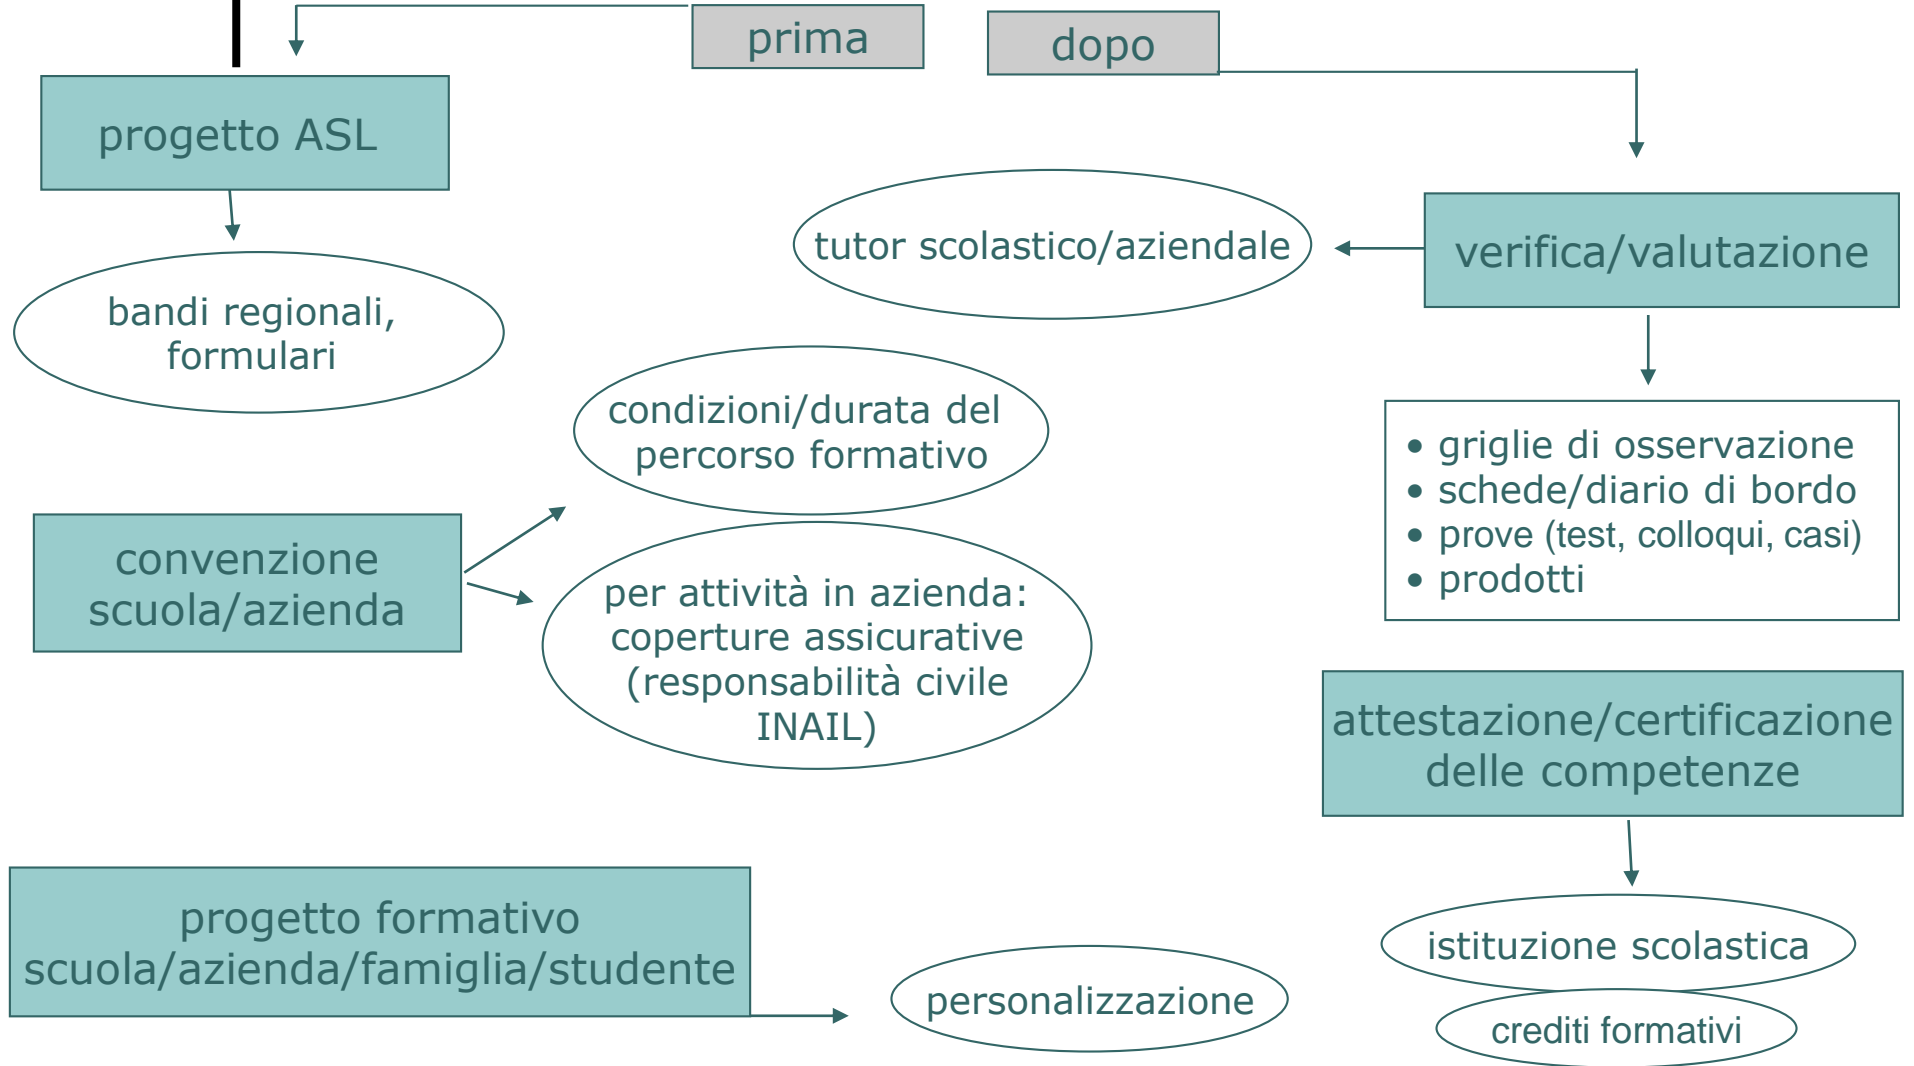 prima
dopo
progetto ASL
bandi regionali,
formulari
convenzione
scuola/azienda
condizioni/durata del
percorso formativo
per attività in azienda:
coperture assicurative
(responsabilità civile
INAIL)
progetto formativo
scuola/azienda/famiglia/studente
personalizzazione
tutor scolastico/aziendale
verifica/valutazione
• griglie di osservazione
• schede/diario di bordo
• prove (test, colloqui, casi)
• prodotti
attestazione/certificazione
delle competenze
istituzione scolastica
crediti formativi